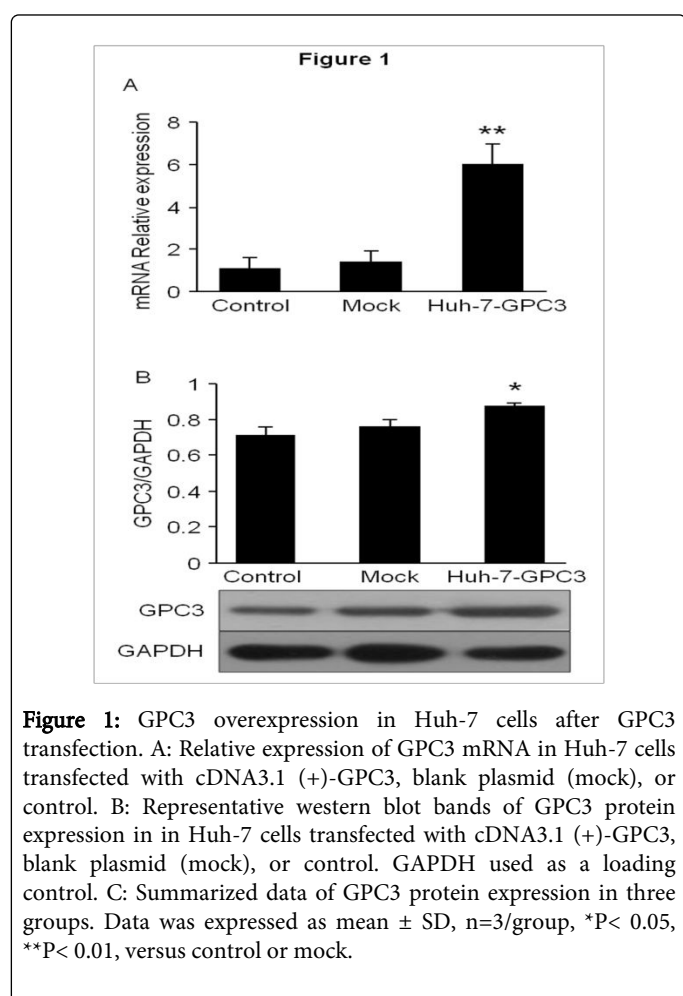 Figure 1
A
mRNA Relative expression
8
6
4
2
0
**
Control Mock Huh-7-GPC3
B
GPC3/GAPDH
1
0.8
0.6
0.4
0.2
0
*
Control Mock Huh-7-GPC3
GPC3
GAPDH
Figure 1: GPC3 overexpression in Huh-7 cells after GPC3
transfection. A: Relative expression of GPC3 mRNA in Huh-7 cells
transfected with cDNA3.1 (+)-GPC3, blank plasmid (mock), or
control. B: Representative western blot bands of GPC3 protein
expression in in Huh-7 cells transfected with cDNA3.1 (+)-GPC3,
blank plasmid (mock), or control. GAPDH used as a loading
control. C: Summarized data of GPC3 protein expression in three
groups. Data was expressed as mean ± SD, n=3/group, *P< 0.05,
**P< 0.01, versus control or mock.